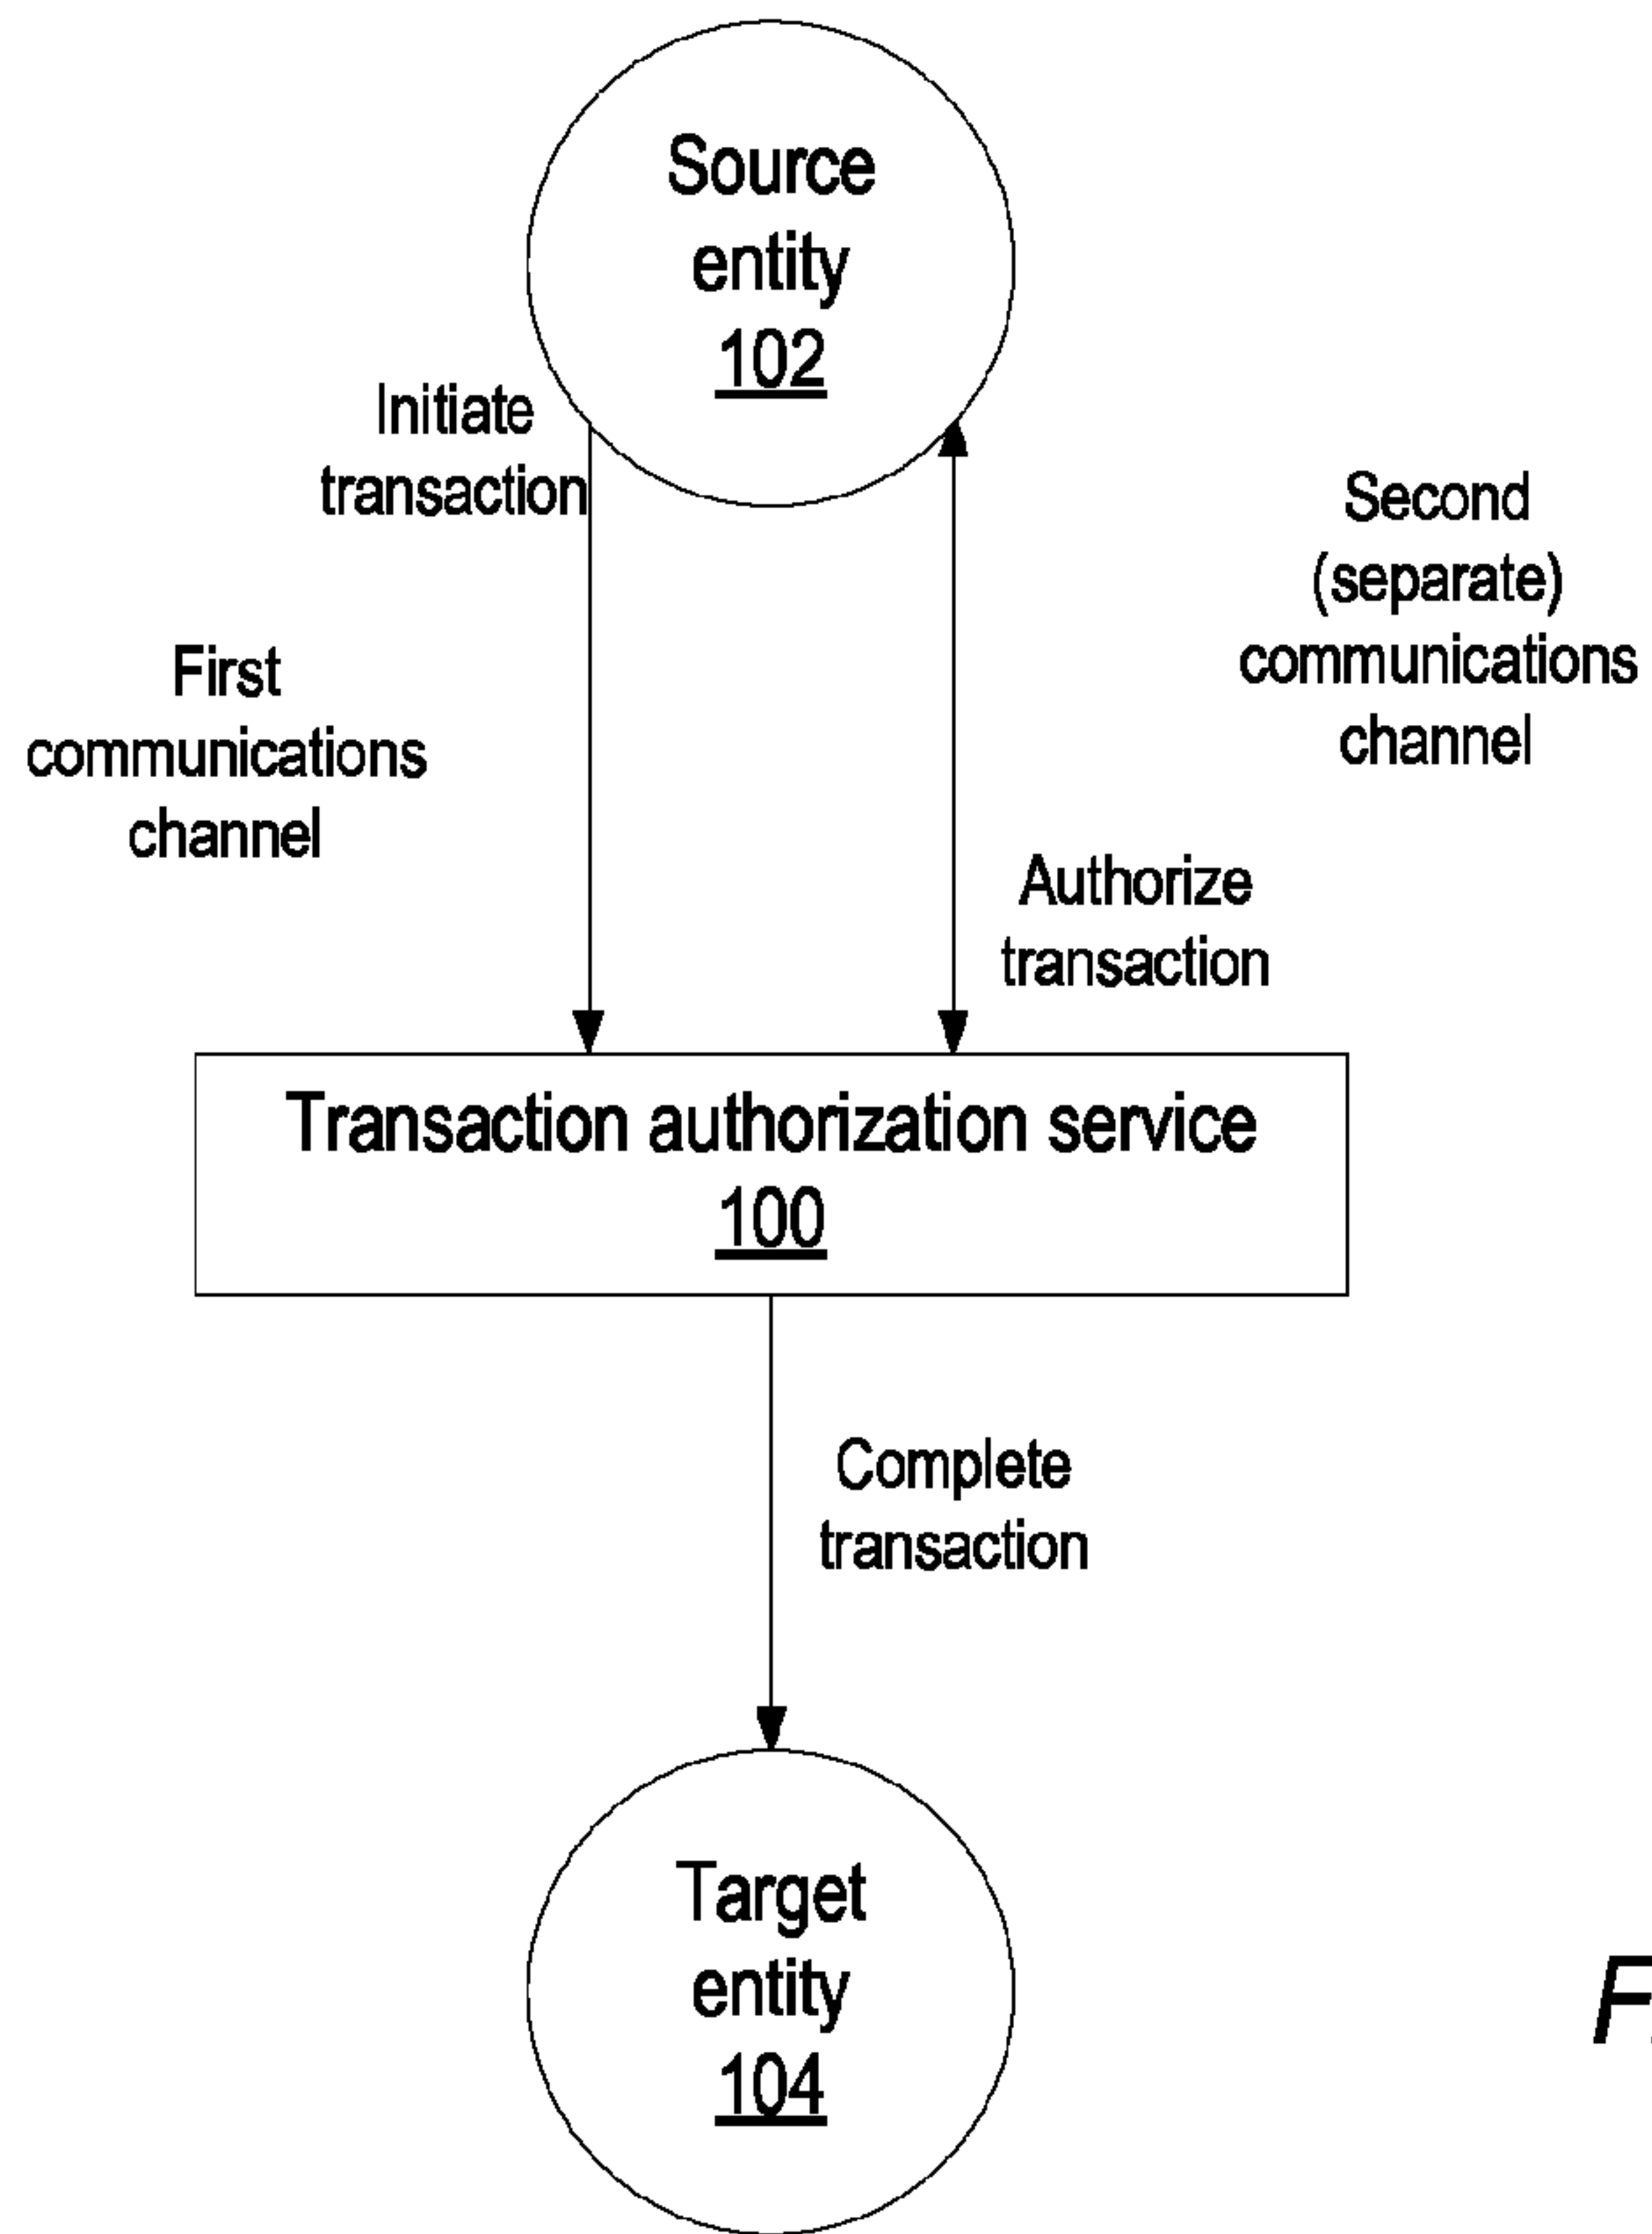 Source
entity
102
Initiate
transaction
First
communications
channel
Second
(separate)
communications
channel
Authorize
transaction
Transaction authorization service
100
Complete
transaction
Target
entity
104